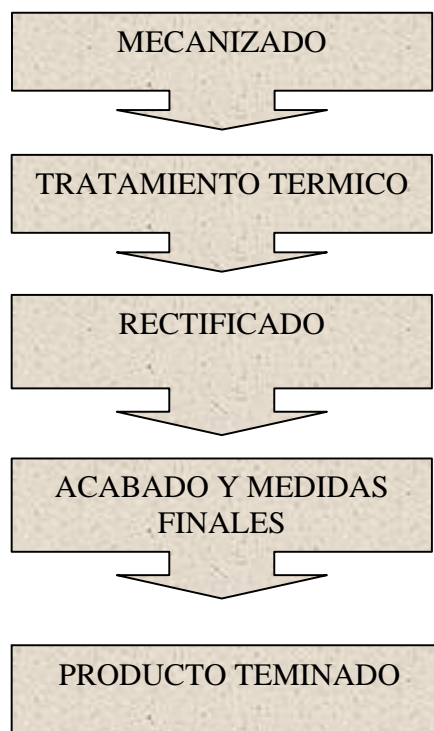 MECANIZADO
TRATAMIENTO TERMICO
RECTIFICADO
ACABADO Y MEDIDAS
FINALES
PRODUCTO TEMINADO